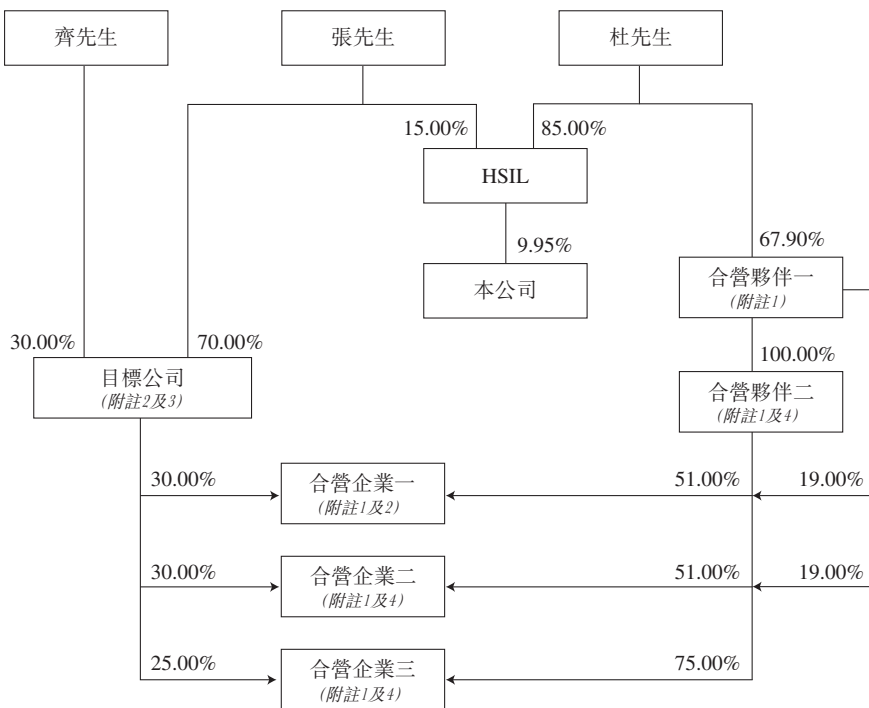 齊先生
張先生
杜先生
15.00%
85.00%
HSIL
9.95%
67.90%
本公司
合營夥伴一
(附註1)
30.00%
70.00%
100.00%
目標公司
(附註2及3)
合營夥伴二
(附註1及4)
30.00%
合營企業一
(附註1及2)
51.00%
19.00%
30.00%
合營企業二
(附註1及4)
51.00%
19.00%
25.00%
合營企業三
(附註1及4)
75.00%